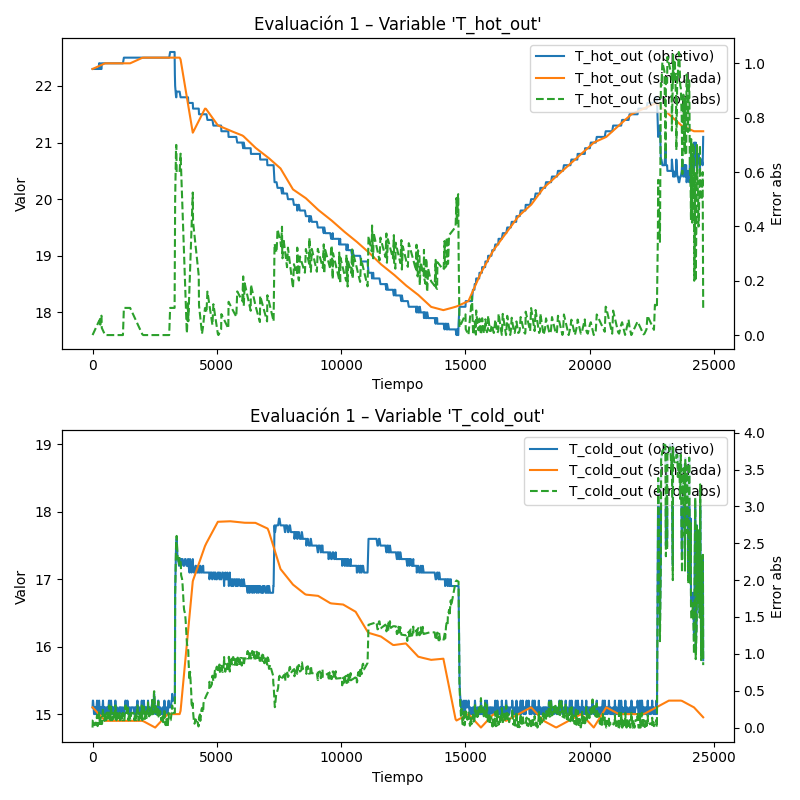 Evaluación 1 – Variable 'T_hot_out'
T_hot_out (objetivo)
T_hot_out (simulada)
T_hot_out (error abs)
Valor
22
21
20
19
18
1.0
0.8
0.6
0.4
0.2
0.0
Error abs
0
5000
10000
15000
20000
25000
Tiempo
Evaluación 1 – Variable 'T_cold_out'
T_cold_out (objetivo)
T_cold_out (simulada)
T_cold_out (error abs)
Valor
19
18
17
16
15
4.0
3.5
3.0
2.5
2.0
1.5
1.0
0.5
0.0
Error abs
0
5000
10000
15000
20000
25000
Tiempo